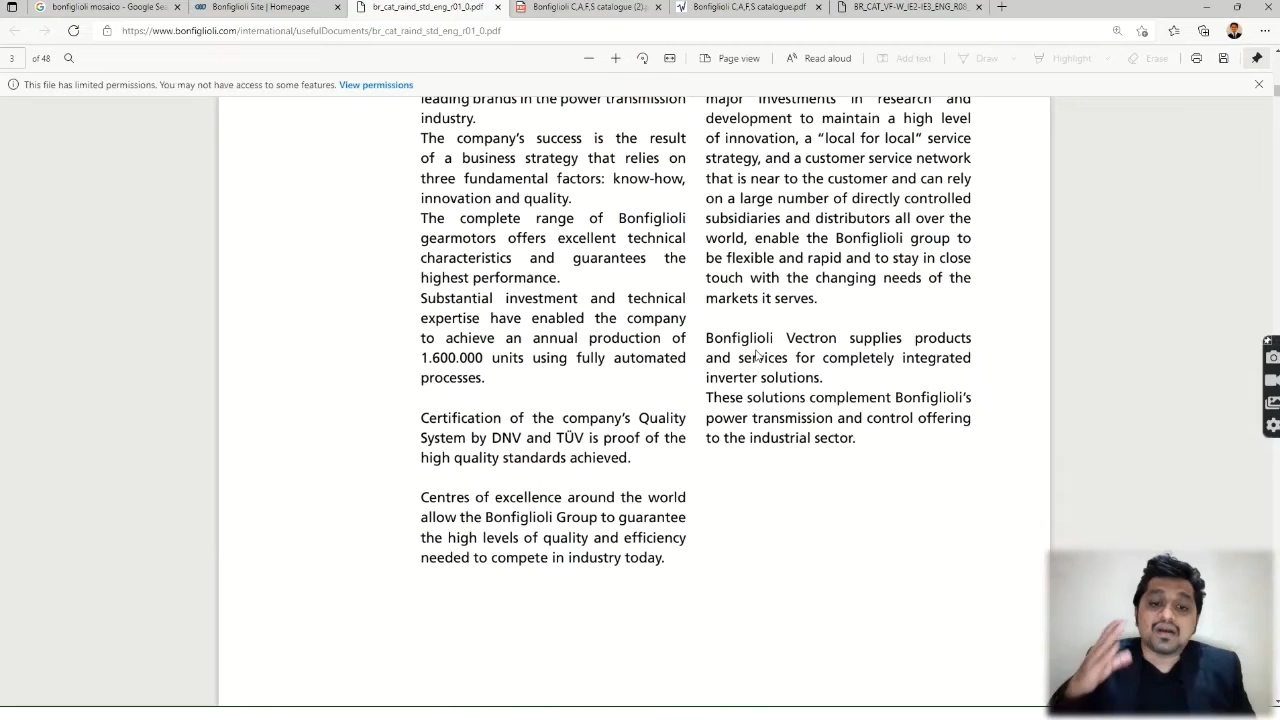 bonfiglioli mosaico - Google Se
Bonfiglioli Site | Homepage
br_cat_raind_std_eng_r01_0.pdf
Bonfiglioli C,A,F,S catalogue (2).p
Bonfiglioli C,A,F,S catalogue.pdf
BR_CAT_VF-W_IE2-IE3_ENG_R08_
https://www.bonfiglioli.com/international/usefulDocuments/br_cat_raind_std_eng_r01_0.pdf
3 of 48
Page view
Read aloud
Add text
Draw
Highlight
Erase
This file has limited permissions. You may not have access to some features. View permissions
leading brands in the power transmission
industry.
The company's success is the result
of a business strategy that relies on
three fundamental factors: know-how,
innovation and quality.
The complete range of Bonfiglioli
gearmotors offers excellent technical
characteristics and guarantees the
highest performance.
Substantial investment and technical
expertise have enabled the company
to achieve an annual production of
1.600.000 units using fully automated
processes.
Certification of the company's Quality
System by DNV and TÜV is proof of the
high quality standards achieved.
Centres of excellence around the world
allow the Bonfiglioli Group to guarantee
the high levels of quality and efficiency
needed to compete in industry today.
major investments in research and
development to maintain a high level
of innovation, a “local for local” service
strategy, and a customer service network
that is near to the customer and can rely
on a large number of directly controlled
subsidiaries and distributors all over the
world, enable the Bonfiglioli group to
be flexible and rapid and to stay in close
touch with the changing needs of the
markets it serves.
Bonfiglioli Vectron supplies products
and services for completely integrated
inverter solutions.
These solutions complement Bonfiglioli's
power transmission and control offering
to the industrial sector.